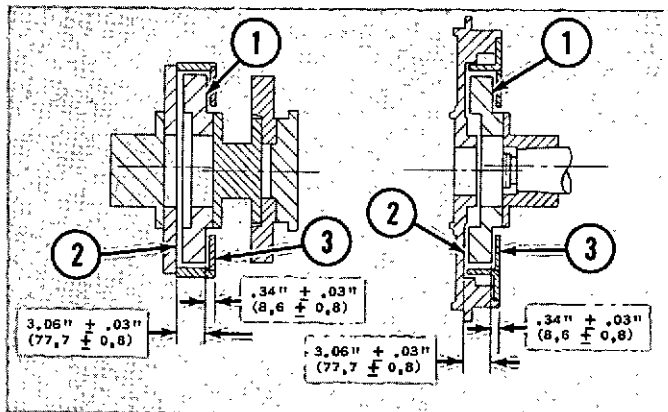 1
1
2
3
2
3
.34" ± .03"
(8,6 ± 0,8)
3.06" ± .03"
(77,7 ± 0,8)
.34" ± .03"
(8,6 ± 0,8)
3.06" ± .03"
(77,7 ± 0,8)